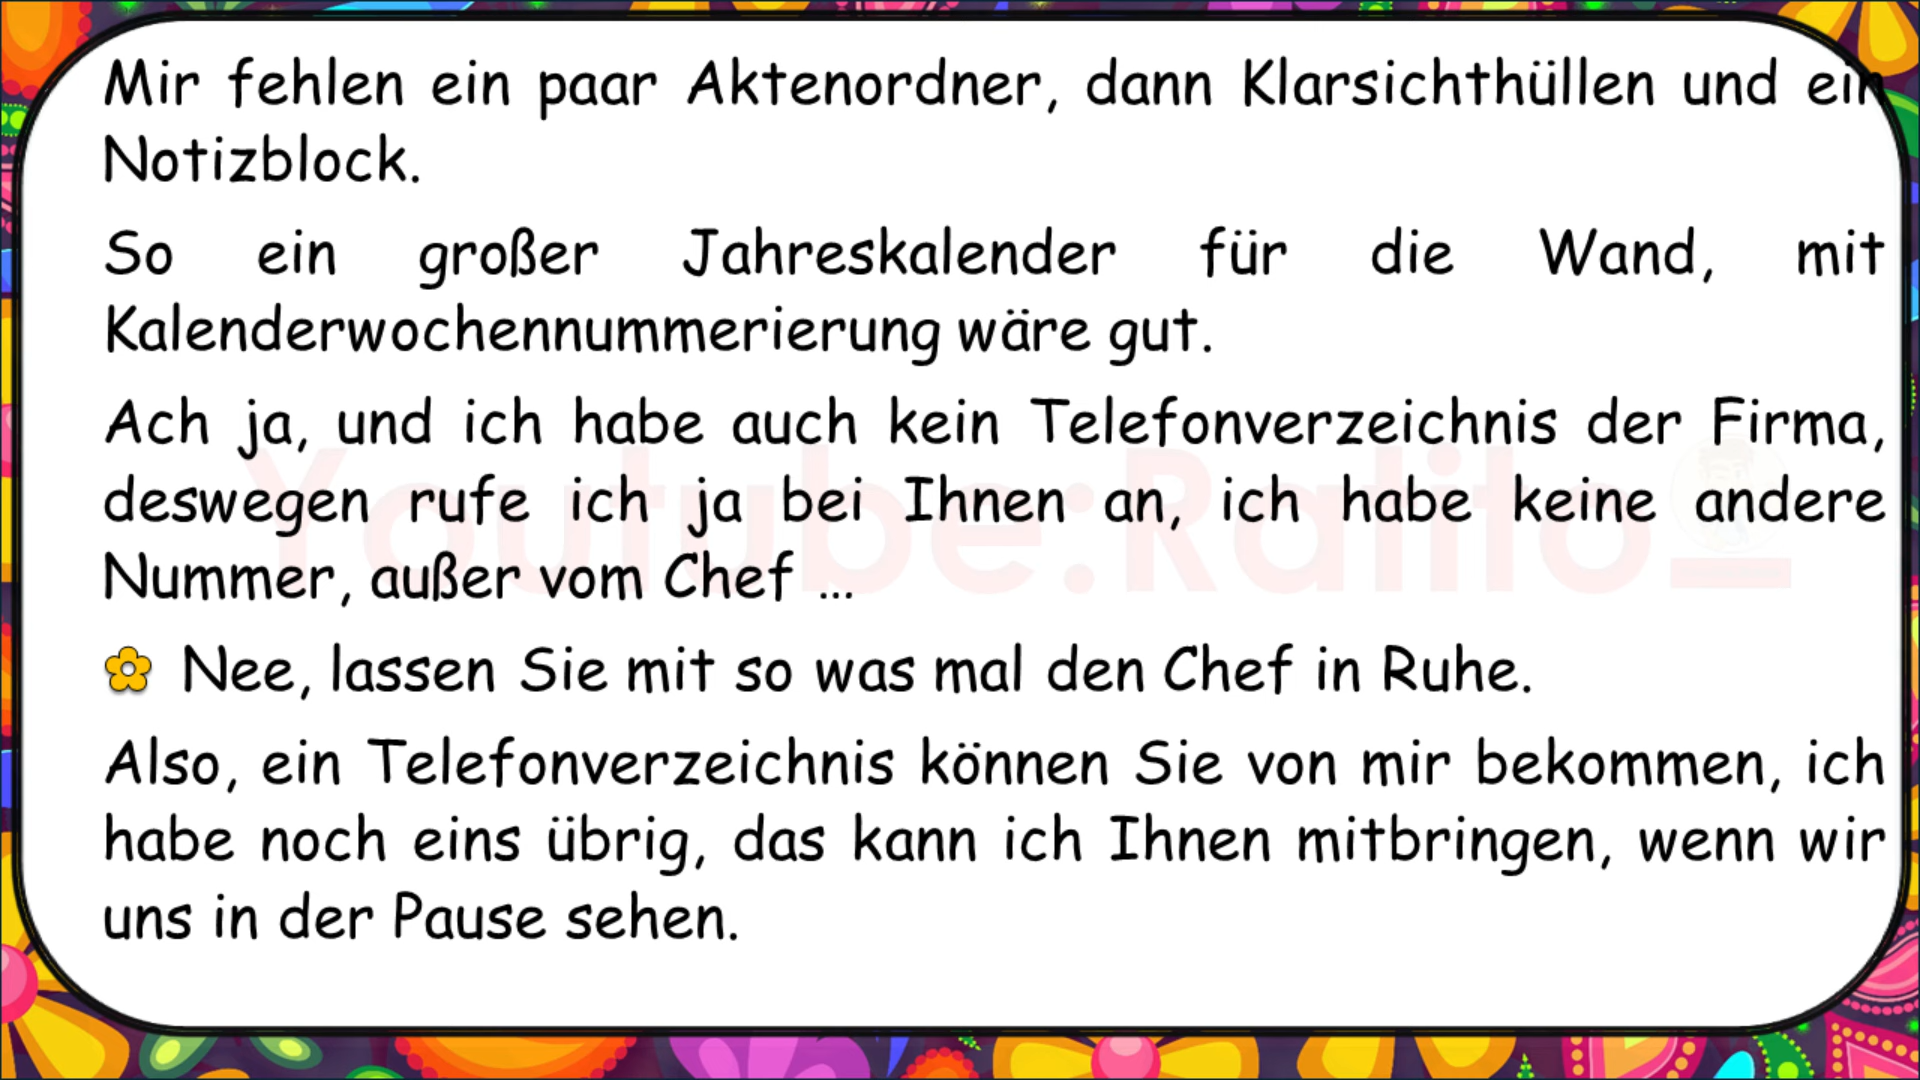 Mir fehlen ein paar Aktenordner, dann Klarsichthüllen und ein
Notizblock.
So ein großer Jahreskalender für die Wand, mit
Kalenderwochennummerierung wäre gut.
Ach ja, und ich habe auch kein Telefonverzeichnis der Firma,
deswegen rufe ich ja bei Ihnen an, ich habe keine andere
Nummer, außer vom Chef ...
Nee, lassen Sie mit so was mal den Chef in Ruhe.
Also, ein Telefonverzeichnis können Sie von mir bekommen, ich
habe noch eins übrig, das kann ich Ihnen mitbringen, wenn wir
uns in der Pause sehen.